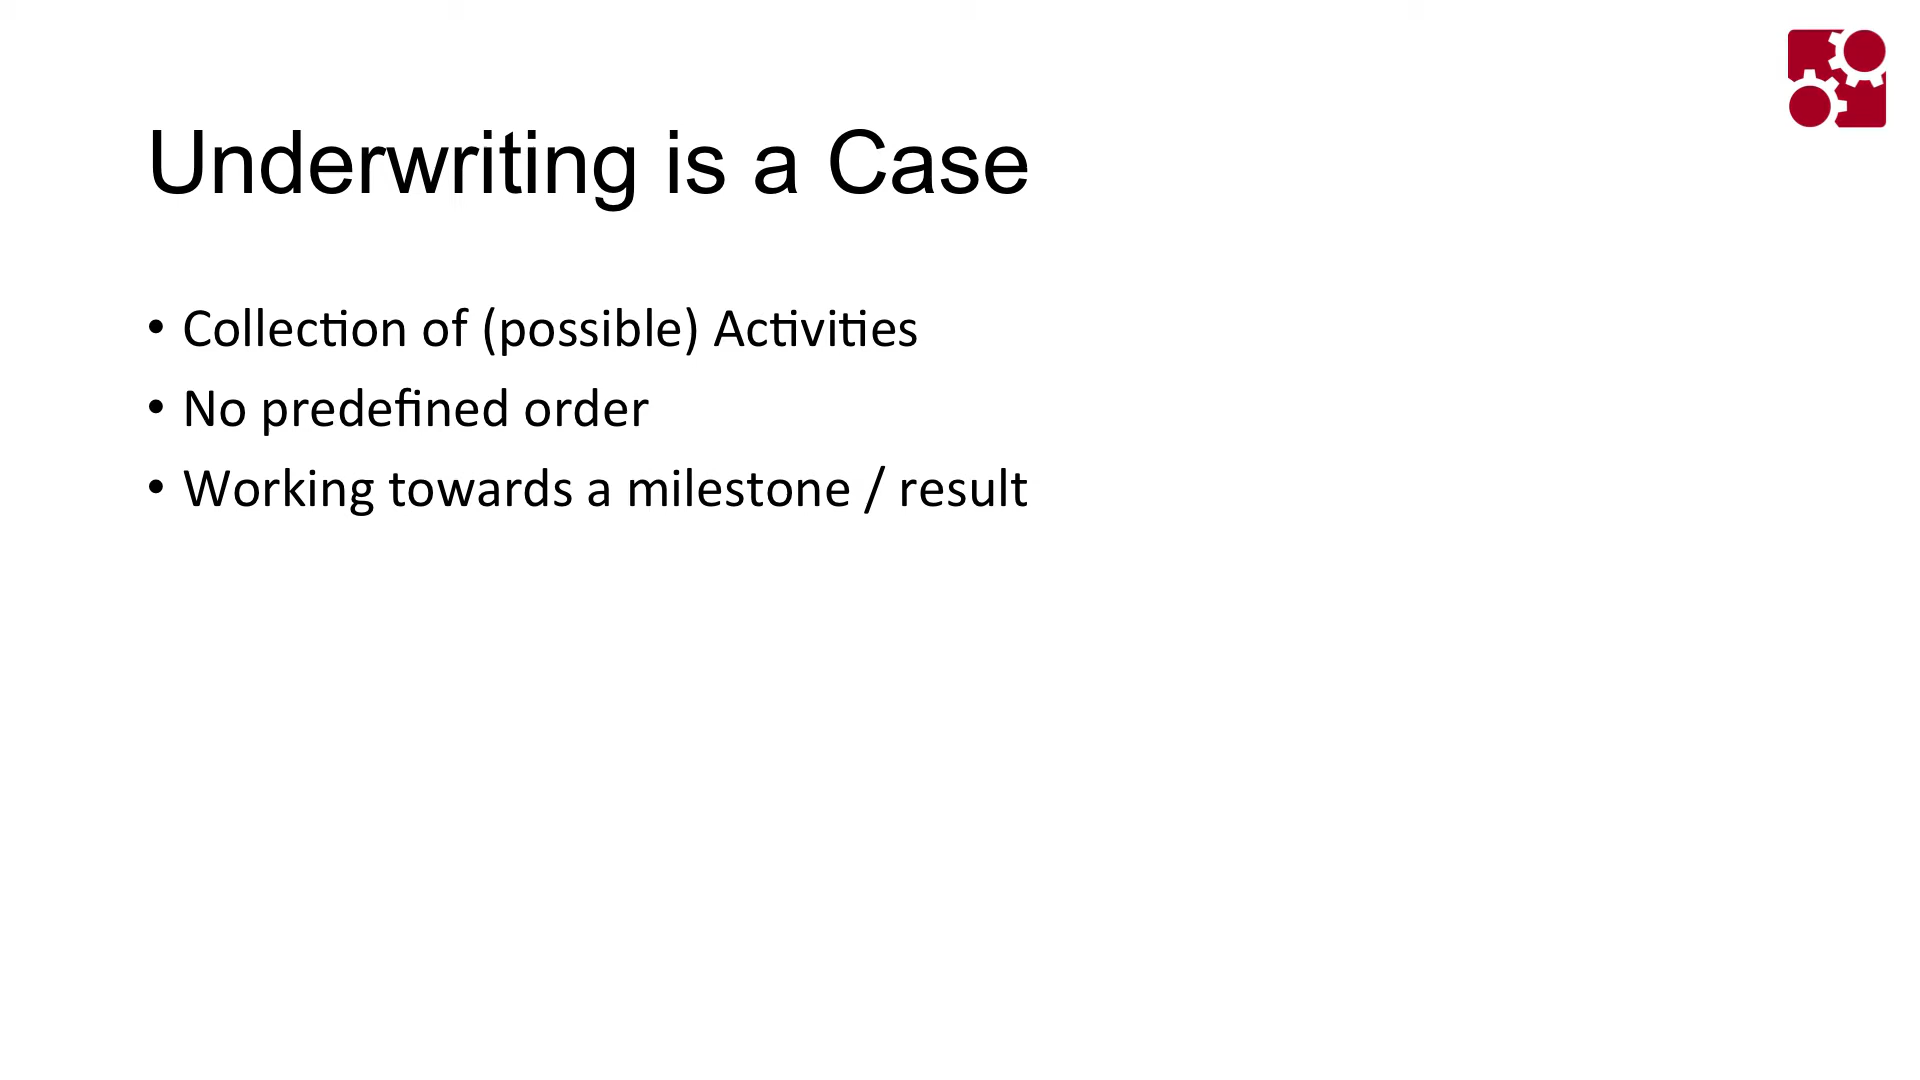 Underwriting is a Case
• Collection of (possible) Activities
• No predefined order
• Working towards a milestone / result